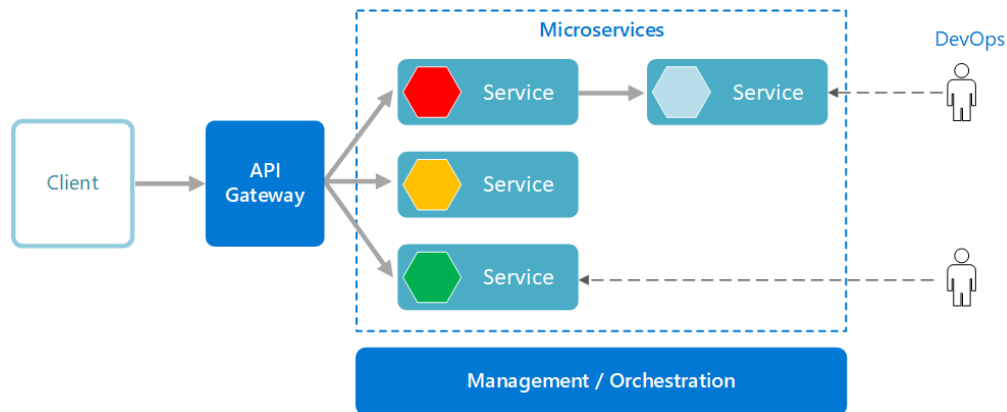 Microservices
DevOps
Service
Service
Client
API
Gateway
Service
Service
Management / Orchestration